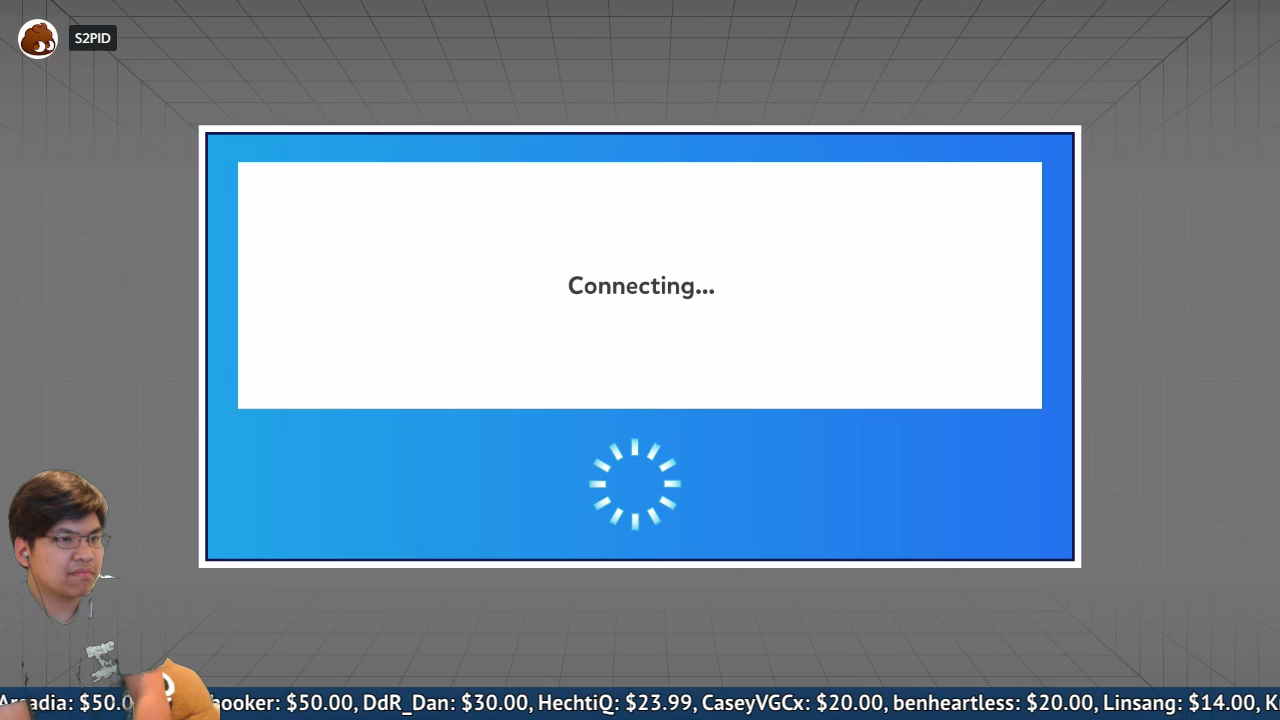 S2PID
Connecting...
hooker: $50.00, DdR_Dan: $30.00, HechtiQ: $23.99, CaseyVGCx: $20.00, benheartless: $20.00, Linsang: $14.00, K